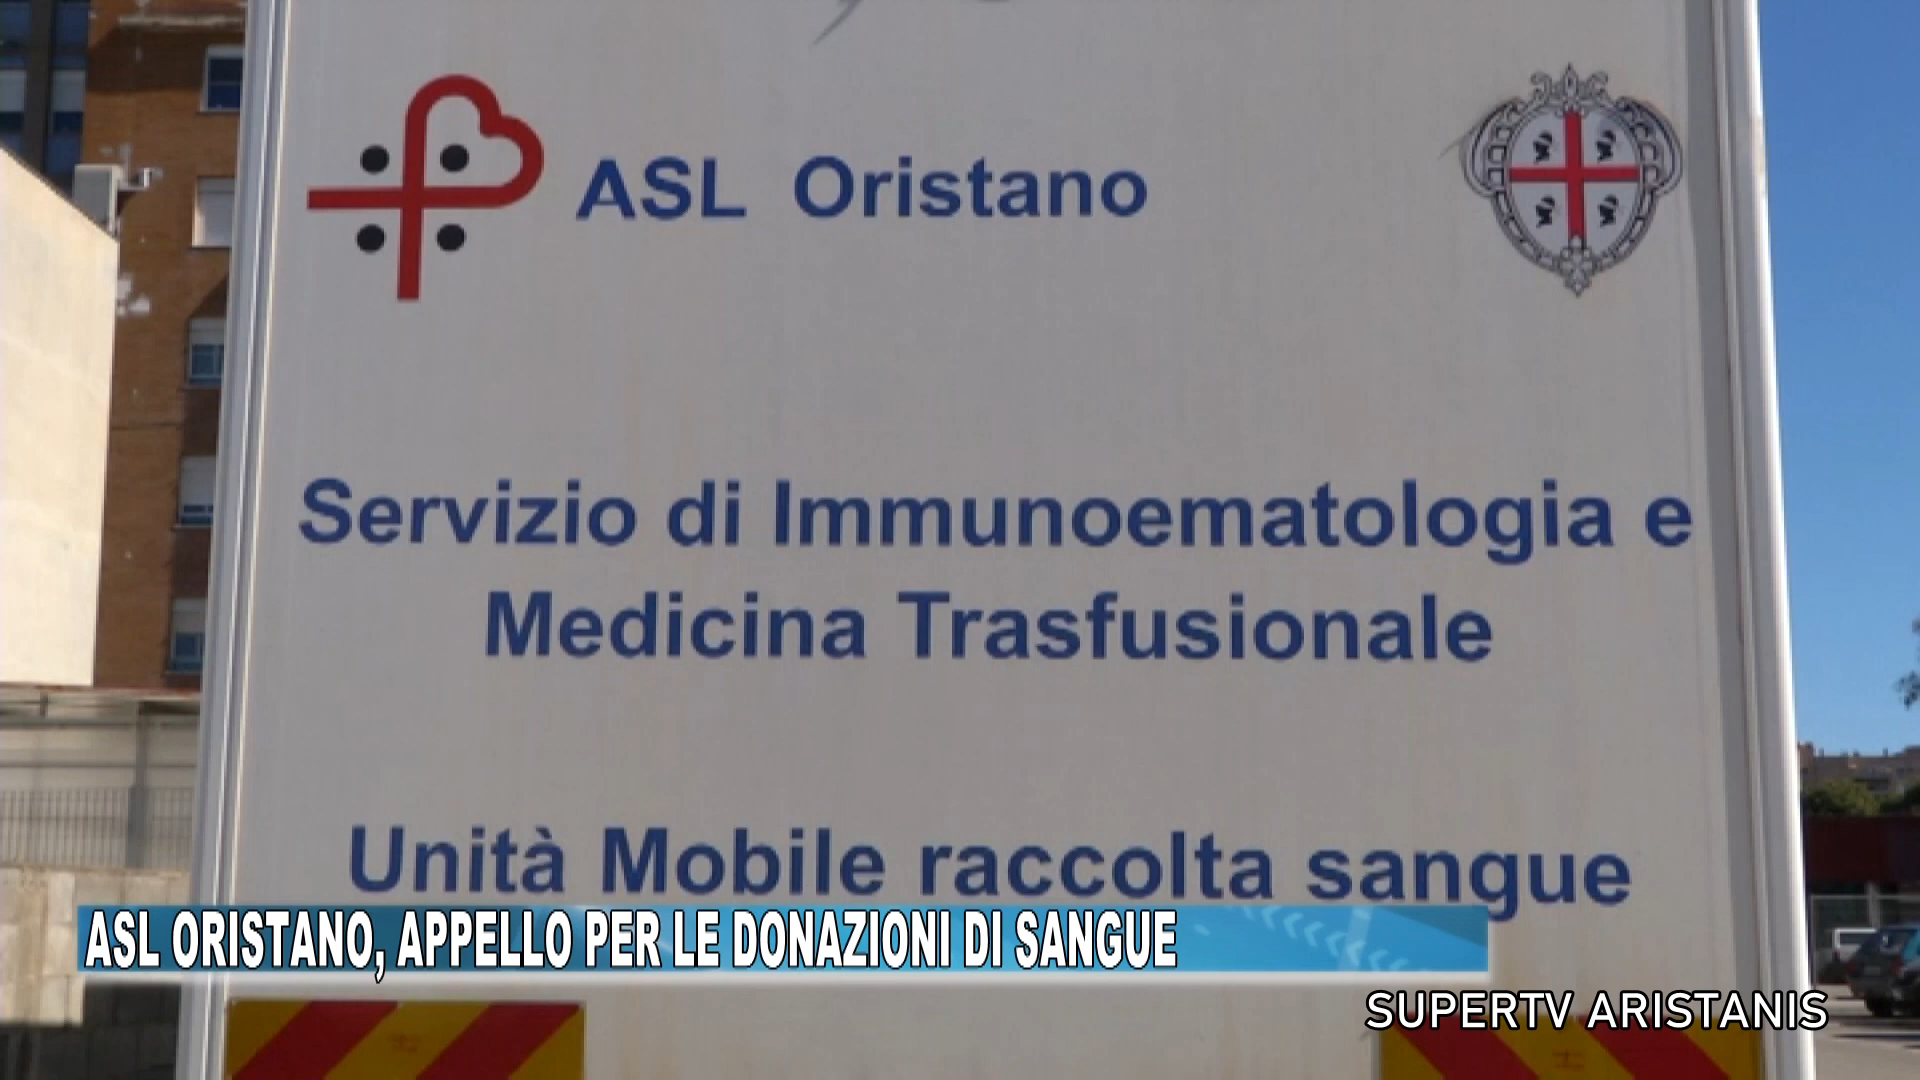 ASL Oristano
Servizio di Immunoematologia e
Medicina Trasfusionale
Unità Mobile raccolta sangue
ASL ORISTANO, APPELLO PER LE DONAZIONI DI SANGUE
SUPERTV ARISTANIS